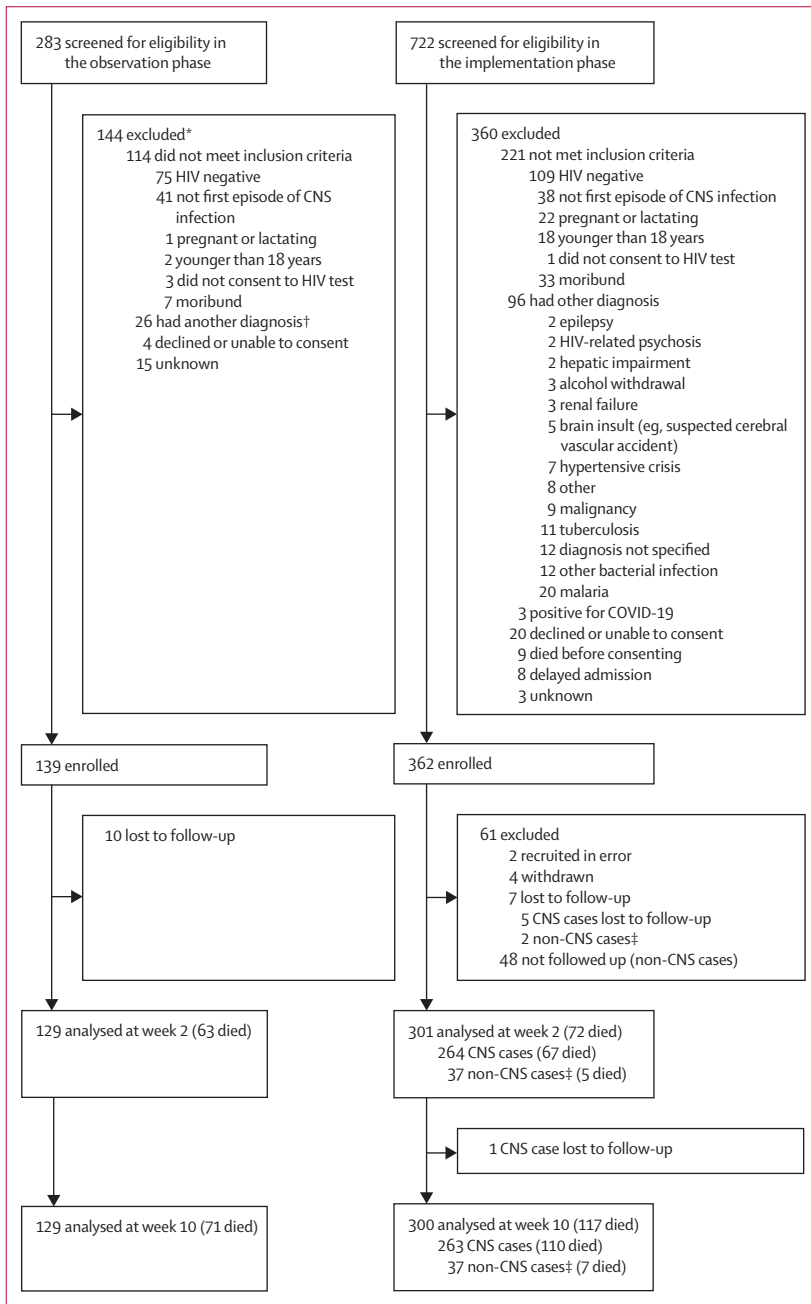 283 screened for eligibility in
the observation phase
722 screened for eligibility in
the implementation phase
144 excluded*
114 did not meet inclusion criteria
75 HIV negative
41 not first episode of CNS
infection
1 pregnant or lactating
2 younger than 18 years
3 did not consent to HIV test
7 moribund
26 had another diagnosis†
4 declined or unable to consent
15 unknown
360 excluded
221 not met inclusion criteria
109 HIV negative
38 not first episode of CNS infection
22 pregnant or lactating
18 younger than 18 years
1 did not consent to HIV test
33 moribund
96 had other diagnosis
2 epilepsy
2 HIV-related psychosis
2 hepatic impairment
3 alcohol withdrawal
3 renal failure
5 brain insult (eg, suspected cerebral
vascular accident)
7 hypertensive crisis
8 other
9 malignancy
11 tuberculosis
12 diagnosis not specified
12 other bacterial infection
20 malaria
3 positive for COVID-19
20 declined or unable to consent
9 died before consenting
8 delayed admission
3 unknown
139 enrolled
362 enrolled
10 lost to follow-up
61 excluded
2 recruited in error
4 withdrawn
7 lost to follow-up
5 CNS cases lost to follow-up
2 non-CNS cases‡
48 not followed up (non-CNS cases)
129 analysed at week 2 (63 died)
301 analysed at week 2 (72 died)
264 CNS cases (67 died)
37 non-CNS cases‡ (5 died)
1 CNS case lost to follow-up
129 analysed at week 10 (71 died)
300 analysed at week 10 (117 died)
263 CNS cases (110 died)
37 non-CNS cases‡ (7 died)